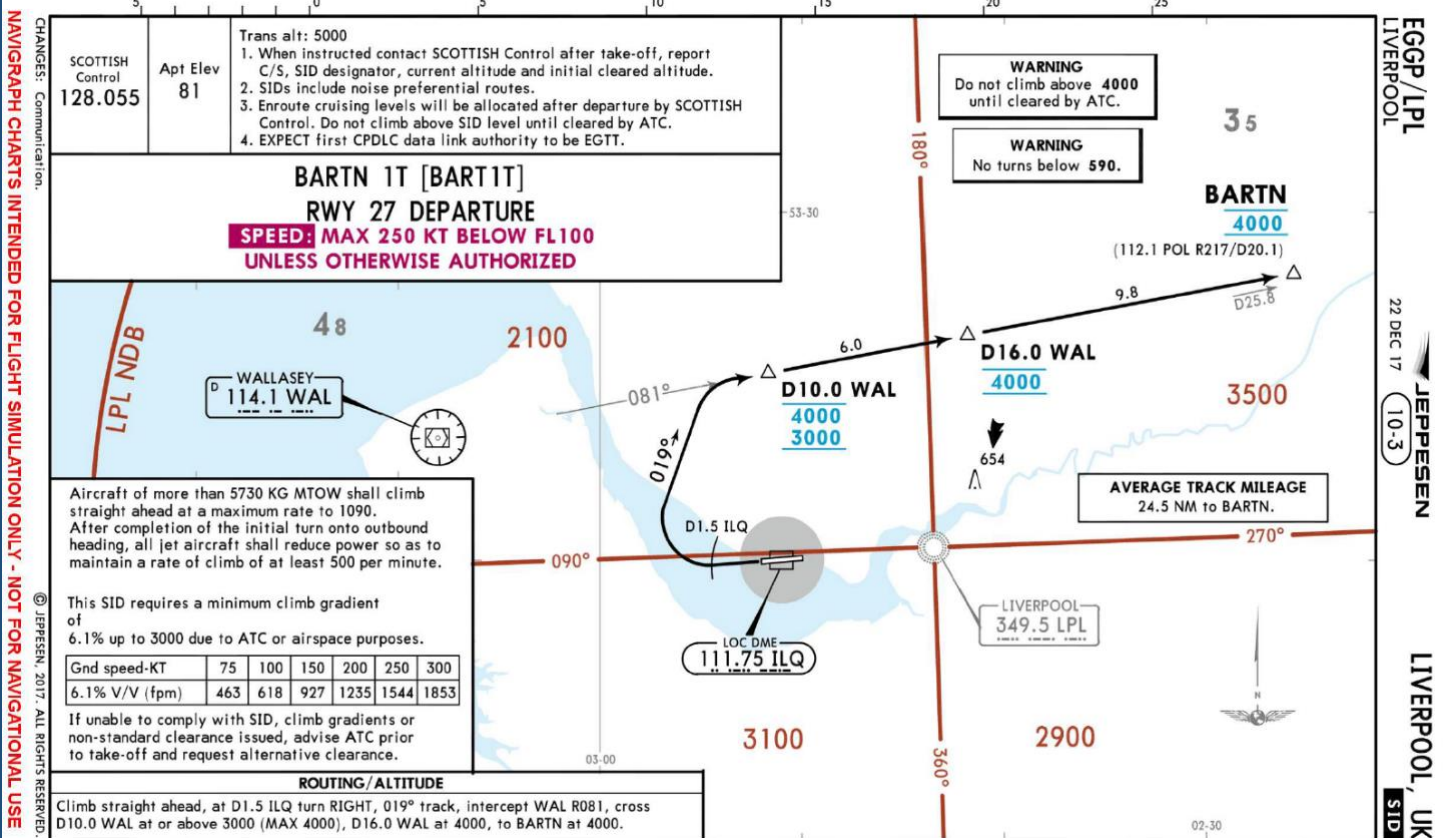 5 0 5 10 15 20 25
NAVIGRAPH CHARTS INTENDED FOR FLIGHT SIMULATION ONLY - NOT FOR NAVIGATIONAL USE
CHANGES: Communication.
© JEPPESEN, 2017. ALL RIGHTS RESERVED.
EGGP/LPL
LIVERPOOL
22 DEC 17
JEPPESEN
10-3
LIVERPOOL, UK
SID
SCOTTISH
Control
128.055
Apt Elev
81
Trans alt: 5000
1. When instructed contact SCOTTISH Control after take-off, report
C/S, SID designator, current altitude and initial cleared altitude.
2. SIDs include noise preferential routes.
3. Enroute cruising levels will be allocated after departure by SCOTTISH
Control. Do not climb above SID level until cleared by ATC.
4. EXPECT first CPDLC data link authority to be EGTT.
BARTN 1T [BART1T]
RWY 27 DEPARTURE
SPEED: MAX 250 KT BELOW FL100
UNLESS OTHERWISE AUTHORIZED
WARNING
Do not climb above 4000
until cleared by ATC.
WARNING
No turns below 590.
35
180°
53-30
BARTN
4000
(112.1 POL R217/D20.1)
9.8
D25.8
LPL NDB
48
2100
6.0
D16.0 WAL
4000
WALLASEY
D 114.1 WAL
081°
D10.0 WAL
4000
3000
3500
019°
654
D1.5 ILQ
AVERAGE TRACK MILEAGE
24.5 NM to BARTN.
090°
270°
LIVERPOOL
349.5 LPL
LOC DME
111.75 ILQ
N
3100
2900
360°
03-00
02-30
Aircraft of more than 5730 KG MTOW shall climb
straight ahead at a maximum rate to 1090.
After completion of the initial turn onto outbound
heading, all jet aircraft shall reduce power so as to
maintain a rate of climb of at least 500 per minute.
This SID requires a minimum climb gradient
of
6.1% up to 3000 due to ATC or airspace purposes.
Gnd speed-KT 75 100 150 200 250 300
6.1% V/V (fpm) 463 618 927 1235 1544 1853
If unable to comply with SID, climb gradients or
non-standard clearance issued, advise ATC prior
to take-off and request alternative clearance.
ROUTING/ALTITUDE
Climb straight ahead, at D1.5 ILQ turn RIGHT, 019° track, intercept WAL R081, cross
D10.0 WAL at or above 3000 (MAX 4000), D16.0 WAL at 4000, to BARTN at 4000.